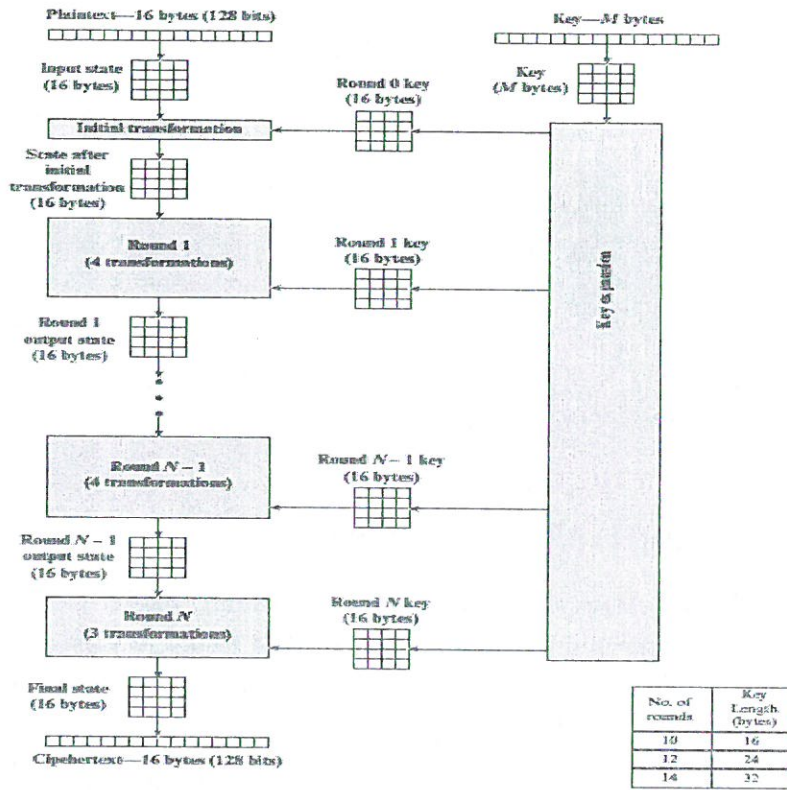 Plaintext—16 bytes (128 bits)
Key—M bytes
Input state
(16 bytes)
Key
(M bytes)
Round 0 key
(16 bytes)
Initial transformation
State after
initial
transformation
(16 bytes)
Round 1
(4 transformations)
Round 1 key
(16 bytes)
Key expansion
Round 1
output state
(16 bytes)
Round N – 1
(4 transformations)
Round N – 1 key
(16 bytes)
Round N – 1
output state
(16 bytes)
Round N
(3 transformations)
Round N key
(16 bytes)
Final state
(16 bytes)
Cipehertext—16 bytes (128 bits)
No. of
rounds
Key
Length
(bytes)
10 16
12 24
14 32